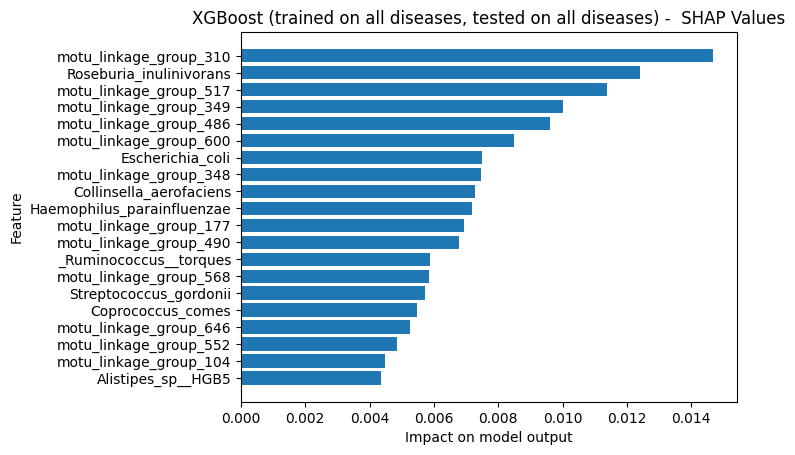 XGBoost (trained on all diseases, tested on all diseases) -  SHAP Values
motu_linkage_group_310
Roseburia_inulinivorans
motu_linkage_group_517
motu_linkage_group_349
motu_linkage_group_486
motu_linkage_group_600
Escherichia_coli
motu_linkage_group_348
Collinsella_aerofaciens
Haemophilus_parainfluenzae
motu_linkage_group_177
motu_linkage_group_490
_Ruminococcus__torques
motu_linkage_group_568
Streptococcus_gordonii
Coprococcus_comes
motu_linkage_group_646
motu_linkage_group_552
motu_linkage_group_104
Alistipes_sp__HGB5
Feature
0.000 0.002 0.004 0.006 0.008 0.010 0.012 0.014
Impact on model output